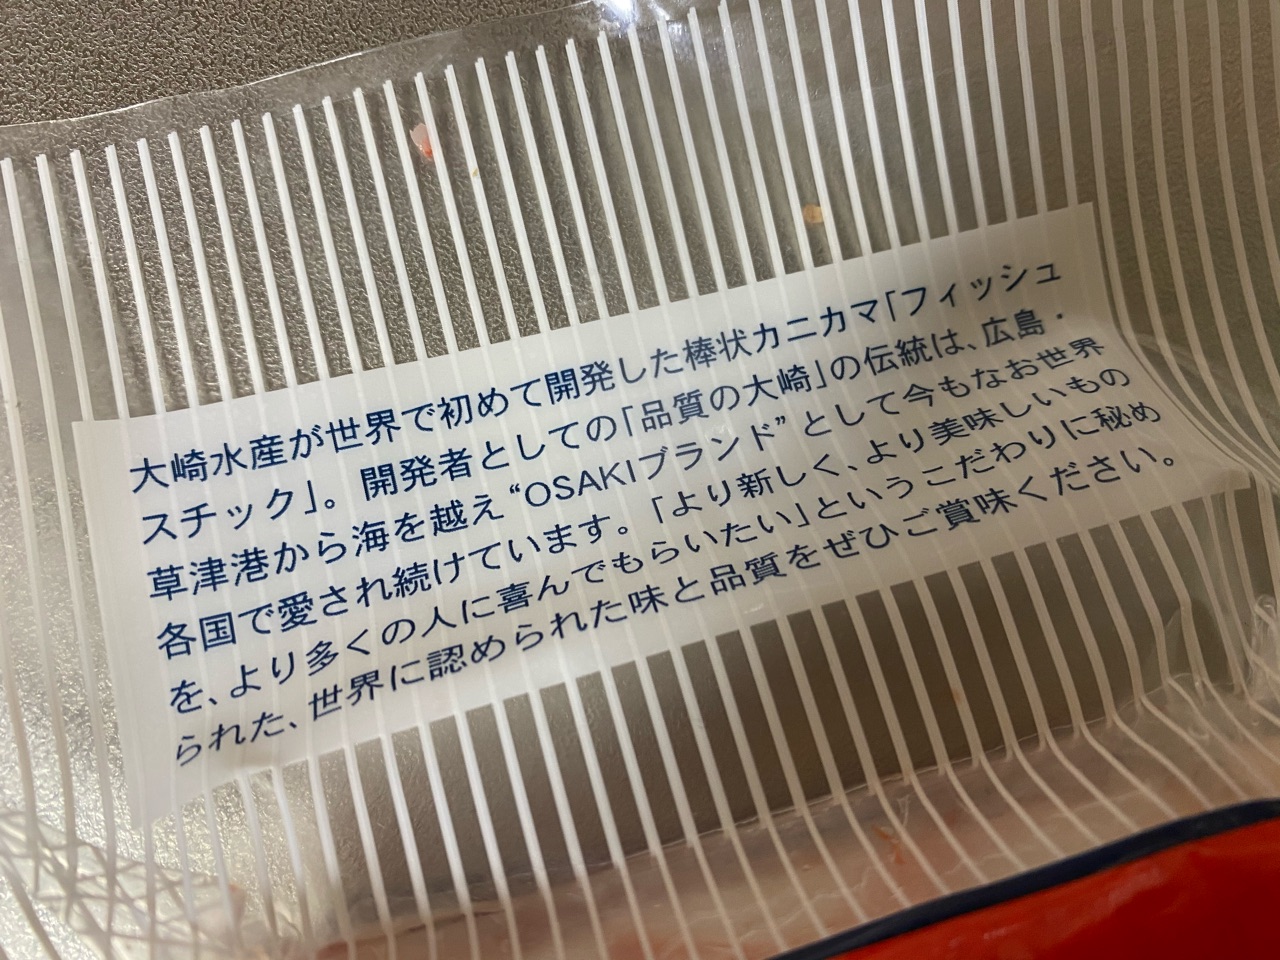 大崎水産が世界で初めて開発した棒状カニカマ「フィッシュ
スチック」。開発者としての「品質の大崎」の伝統は、広島・
草津港から海を越え“OSAKIブランド”として今もなお世界
各国で愛され続けています。「より新しく、より美味しいもの
を、より多くの人に喜んでもらいたい」というこだわりに秘め
られた、世界に認められた味と品質をぜひご賞味ください。